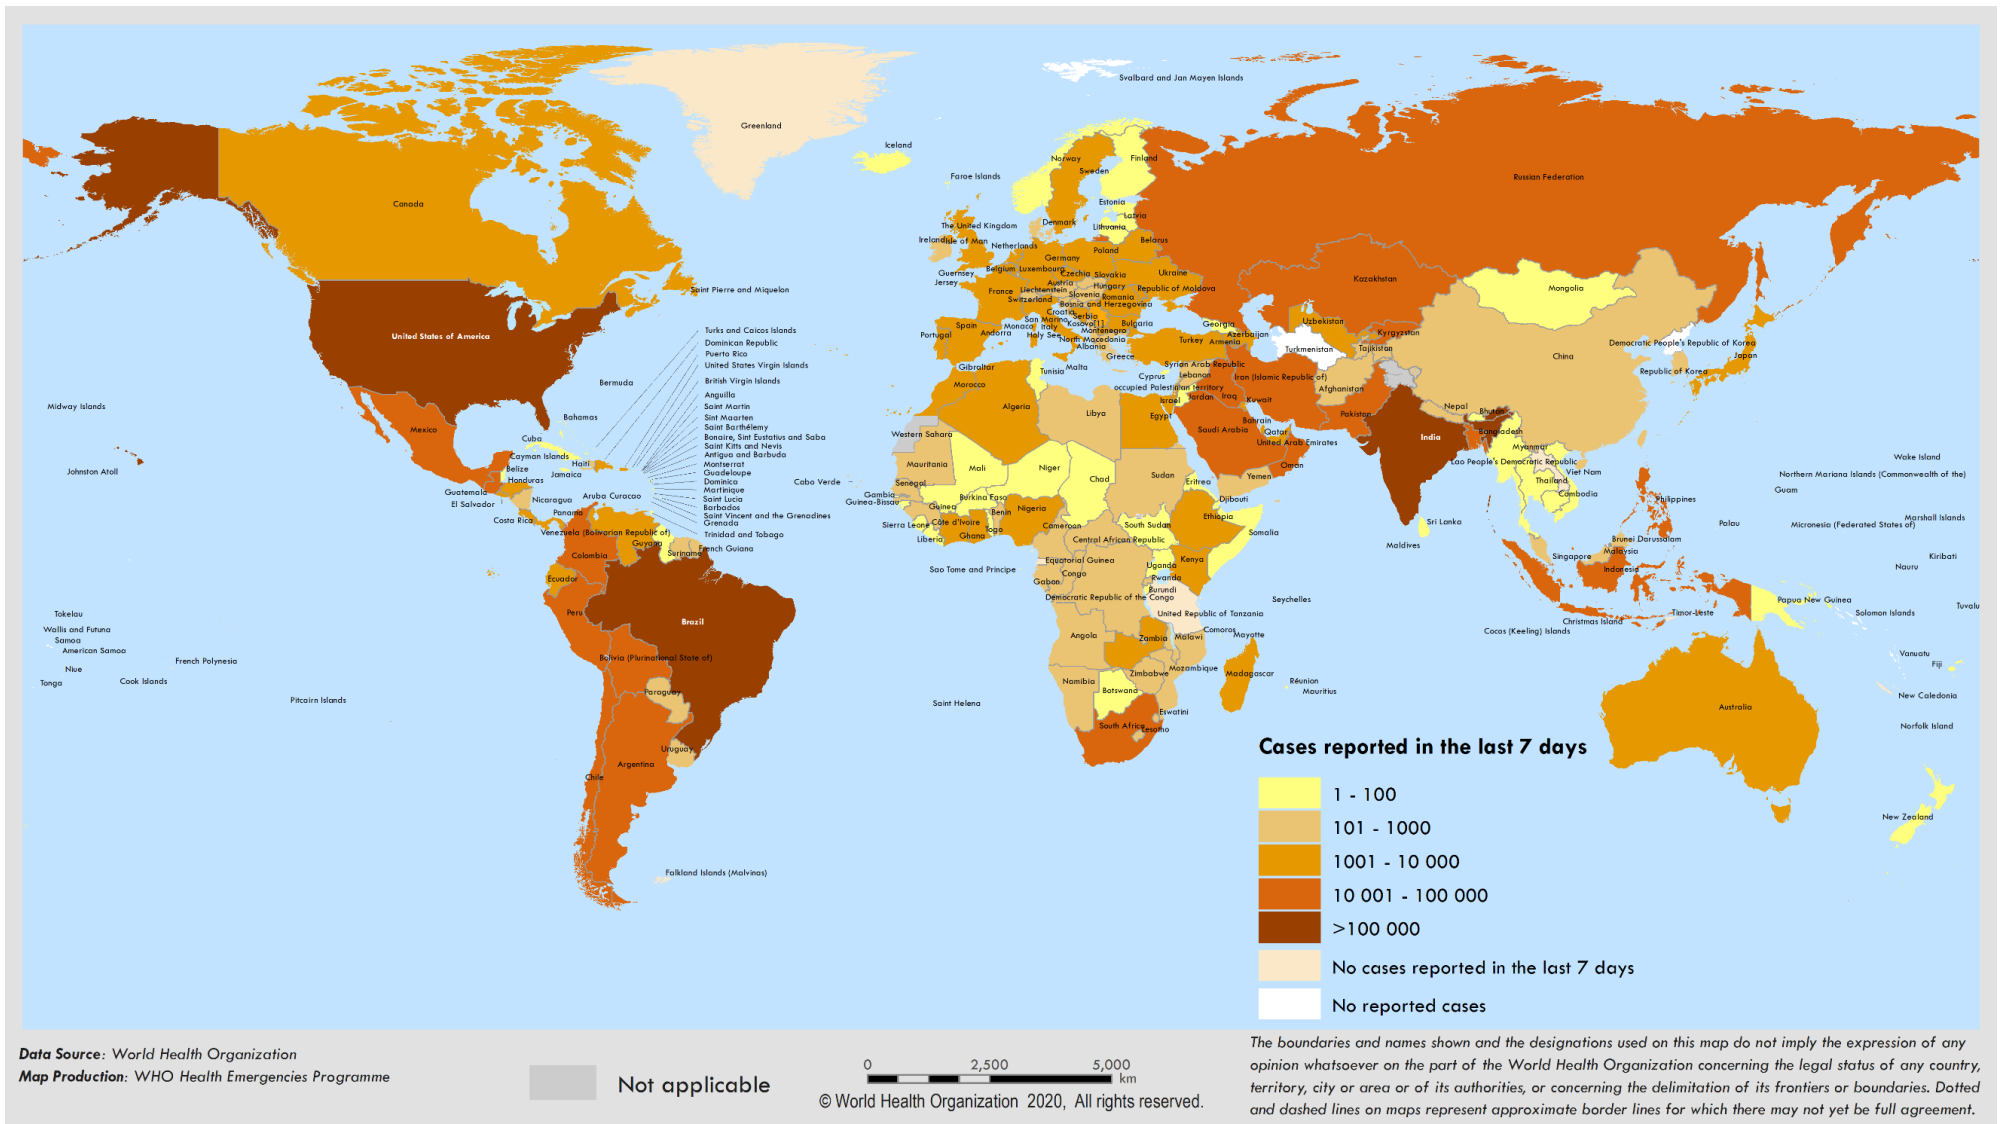 Svalbard and Jan Mayen Islands
Greenland
Iceland
Faroe Islands
Norway
Sweden
Finland
Russian Federation
Canada
Estonia
Latvia
Lithuania
Denmark
The United Kingdom
Ireland
Isle of Man
Netherlands
Belarus
Poland
Germany
Guernsey
Jersey
Belgium
Luxembourg
Czechia
Slovakia
Ukraine
Kazakhstan
Mongolia
Saint Pierre and Miquelon
France
Liechtenstein
Austria
Hungary
Republic of Moldova
Switzerland
Slovenia
Romania
Bosnia and Herzegovina
Croatia
Serbia
San Marino
Monaco
Italy
Kosovo[1]
Bulgaria
Georgia
Uzbekistan
Kyrgyzstan
United States of America
Portugal
Spain
Andorra
Holy See
Montenegro
North Macedonia
Albania
Greece
Turkey
Armenia
Azerbaijan
Turkmenistan
Tajikistan
China
Democratic People's Republic of Korea
Japan
Republic of Korea
Turks and Caicos Islands
Dominican Republic
Puerto Rico
United States Virgin Islands
British Virgin Islands
Anguilla
Saint Martin
Sint Maarten
Saint Barthélemy
Bonaire, Sint Eustatius and Saba
Saint Kitts and Nevis
Antigua and Barbuda
Montserrat
Guadeloupe
Dominica
Martinique
Saint Lucia
Barbados
Saint Vincent and the Grenadines
Grenada
Trinidad and Tobago
Bermuda
Bahamas
Gibraltar
Tunisia
Malta
Cyprus
Syrian Arab Republic
Lebanon
occupied Palestinian territory
Israel
Jordan
Iraq
Iran (Islamic Republic of)
Kuwait
Afghanistan
Pakistan
Nepal
Bhutan
Morocco
Algeria
Libya
Egypt
Saudi Arabia
Bahrain
Qatar
United Arab Emirates
Oman
India
Bangladesh
Myanmar
Lao People's Democratic Republic
Viet Nam
Thailand
Cambodia
Midway Islands
Johnston Atoll
Mexico
Cuba
Cayman Islands
Haiti
Belize
Jamaica
Honduras
Guatemala
El Salvador
Nicaragua
Aruba
Curacao
Costa Rica
Panama
Venezuela (Bolivarian Republic of)
Guyana
Suriname
French Guiana
Colombia
Ecuador
Peru
Brazil
Bolivia (Plurinational State of)
Paraguay
Uruguay
Argentina
Chile
Falkland Islands (Malvinas)
Western Sahara
Cabo Verde
Mauritania
Mali
Niger
Chad
Sudan
Eritrea
Yemen
Djibouti
Senegal
Gambia
Guinea-Bissau
Guinea
Burkina Faso
Benin
Nigeria
Sierra Leone
Liberia
Côte d'Ivoire
Ghana
Togo
Cameroon
Central African Republic
South Sudan
Ethiopia
Somalia
Sao Tome and Principe
Equatorial Guinea
Gabon
Congo
Democratic Republic of the Congo
Uganda
Kenya
Rwanda
Burundi
United Republic of Tanzania
Seychelles
Comoros
Mayotte
Angola
Zambia
Malawi
Mozambique
Zimbabwe
Namibia
Botswana
Madagascar
Réunion
Mauritius
Saint Helena
Eswatini
South Africa
Lesotho
Sri Lanka
Maldives
Philippines
Brunei Darussalam
Malaysia
Singapore
Indonesia
Timor-Leste
Christmas Island
Cocos (Keeling) Islands
Papua New Guinea
Wake Island
Northern Mariana Islands (Commonwealth of the)
Guam
Marshall Islands
Palau
Micronesia (Federated States of)
Kiribati
Nauru
Tuvalu
Solomon Islands
Vanuatu
Fiji
New Caledonia
Norfolk Island
Australia
New Zealand
Tokelau
Wallis and Futuna
Samoa
American Samoa
Niue
Tonga
Cook Islands
French Polynesia
Pitcairn Islands
Cases reported in the last 7 days
1 - 100
101 - 1000
1001 - 10 000
10 001 - 100 000
>100 000
No cases reported in the last 7 days
No reported cases
Data Source: World Health Organization
Map Production: WHO Health Emergencies Programme
Not applicable
0 2,500 5,000
km
© World Health Organization 2020, All rights reserved.
The boundaries and names shown and the designations used on this map do not imply the expression of any
opinion whatsoever on the part of the World Health Organization concerning the legal status of any country,
territory, city or area or of its authorities, or concerning the delimitation of its frontiers or boundaries. Dotted
and dashed lines on maps represent approximate border lines for which there may not yet be full agreement.